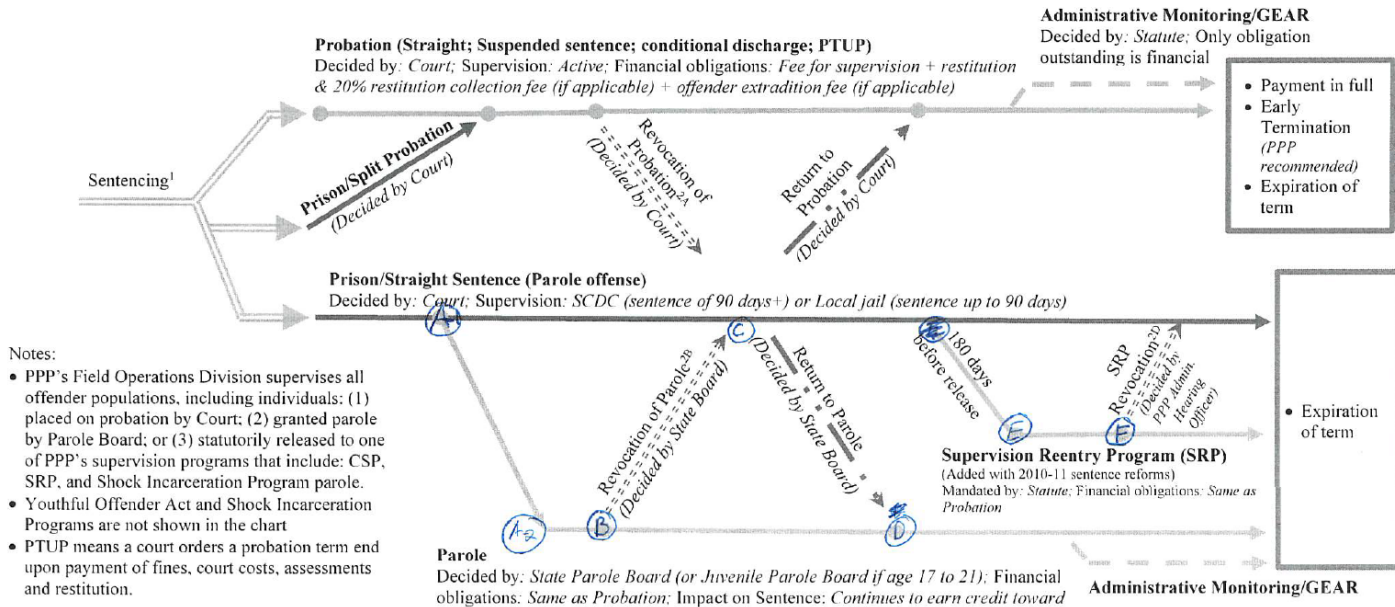 Administrative Monitoring/GEAR
Decided by: Statute; Only obligation
outstanding is financial
Probation (Straight; Suspended sentence; conditional discharge; PTUP)
Decided by: Court; Supervision: Active; Financial obligations: Fee for supervision + restitution
& 20% restitution collection fee (if applicable) + offender extradition fee (if applicable)
• Payment in full
• Early
Termination
(PPP
recommended)
• Expiration of
term
Sentencing1
Prison/Split Probation
(Decided by Court)
Revocation of
Probation2A
(Decided by Court)
Return to
Probation
(Decided by Court)
Prison/Straight Sentence (Parole offense)
Decided by: Court; Supervision: SCDC (sentence of 90 days+) or Local jail (sentence up to 90 days)
A1
C
E
Revocation of Parole2B
(Decided by State Board)
Return to Parole
(Decided by State Board)
180 days
before release
SRP
Revocation2D
(Decided by
PPP Admin.
Hearing
Officer)
E
F
Supervision Reentry Program (SRP)
(Added with 2010-11 sentence reforms)
Mandated by: Statute; Financial obligations: Same as
Probation
• Expiration
of term
Notes:
• PPP's Field Operations Division supervises all
offender populations, including individuals: (1)
placed on probation by Court; (2) granted parole
by Parole Board; or (3) statutorily released to one
of PPP's supervision programs that include: CSP,
SRP, and Shock Incarceration Program parole.
• Youthful Offender Act and Shock Incarceration
Programs are not shown in the chart
• PTUP means a court orders a probation term end
upon payment of fines, court costs, assessments
and restitution.
A2
B
D
Parole
Decided by: State Parole Board (or Juvenile Parole Board if age 17 to 21); Financial
obligations: Same as Probation; Impact on Sentence: Continues to earn credit toward
Administrative Monitoring/GEAR